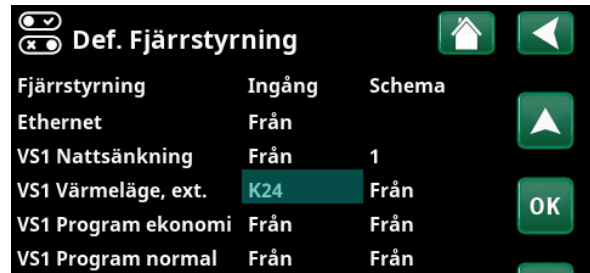 Def. Fjärrstyrning
Fjärrstyrning Ingång Schema
Ethernet Från
VS1 Nattsänkning Från 1
VS1 Värmeläge, ext. K24 Från
OK
VS1 Program ekonomi Från Från
VS1 Program normal Från Från